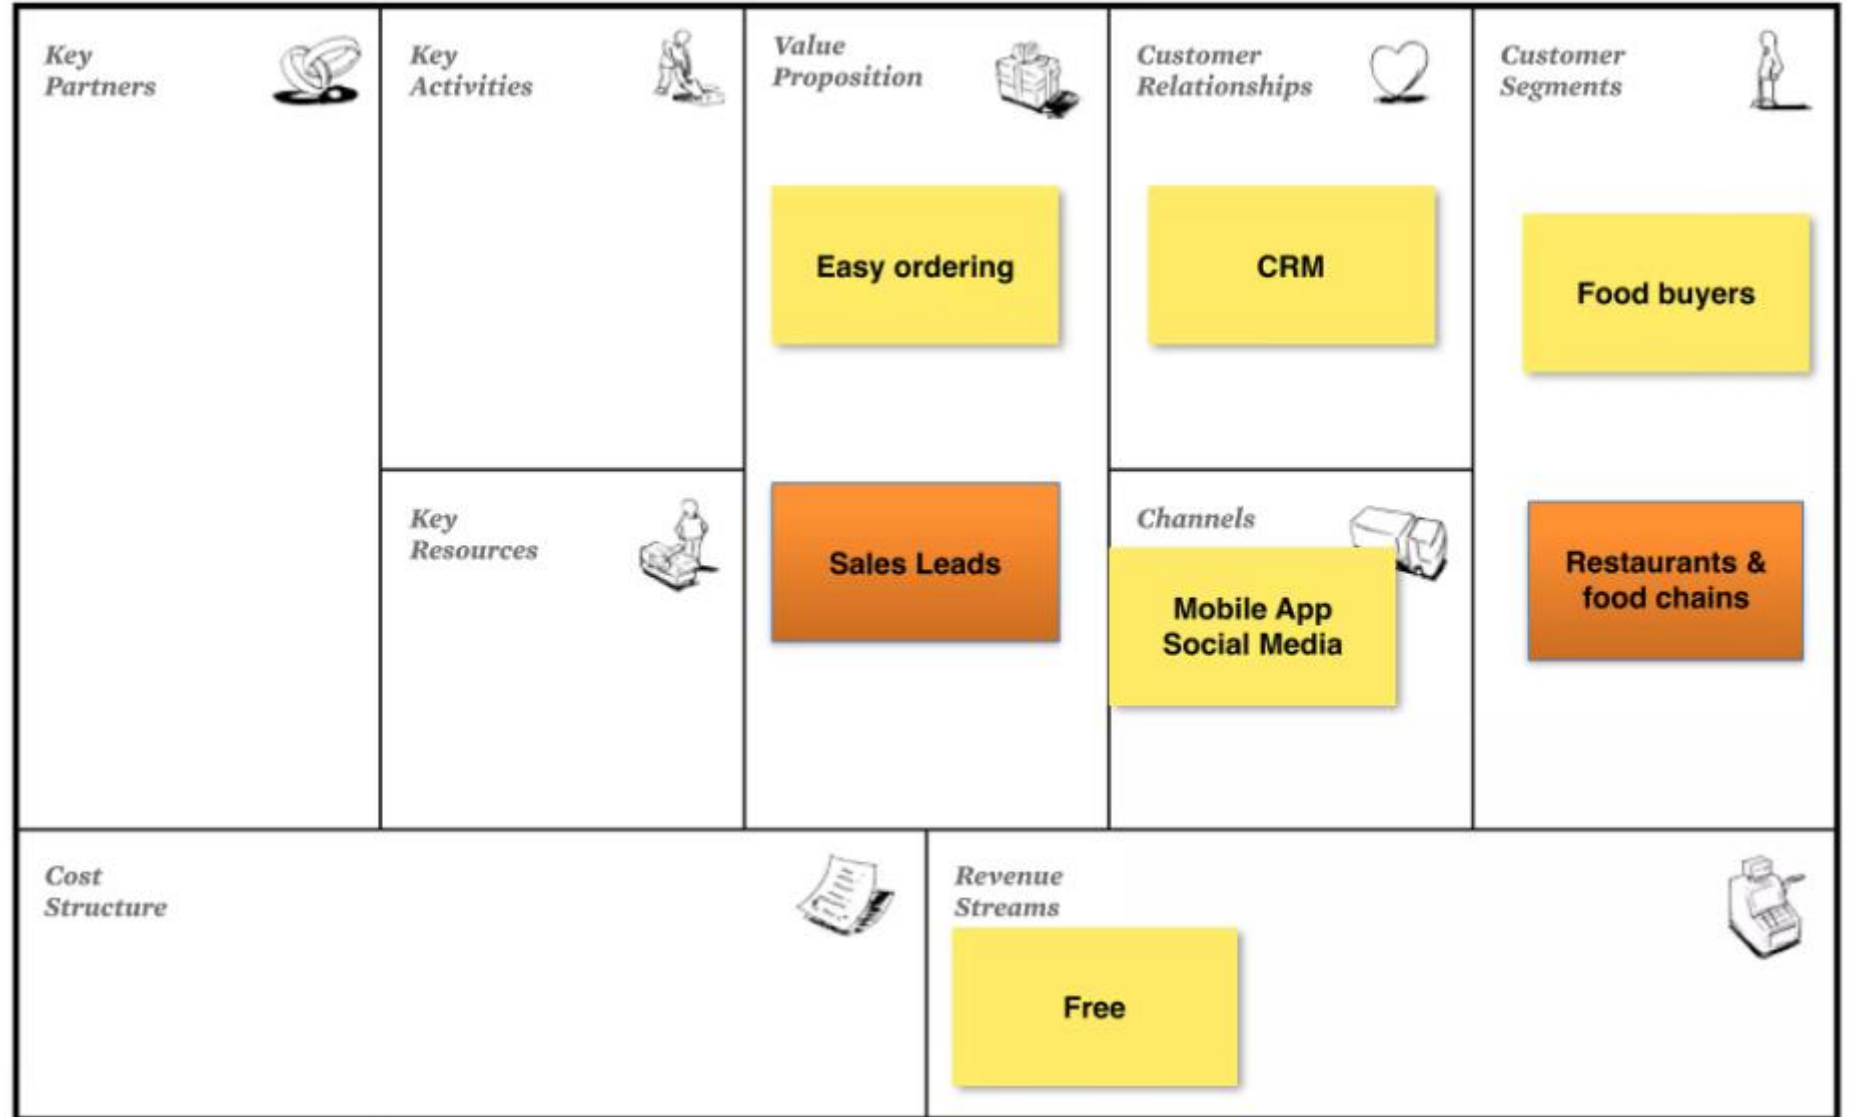 Key
Partners
Key
Activities
Value
Proposition
Easy ordering
Sales Leads
Customer
Relationships
CRM
Customer
Segments
Food buyers
Restaurants &
food chains
Key
Resources
Channels
Mobile App
Social Media
Cost
Structure
Revenue
Streams
Free